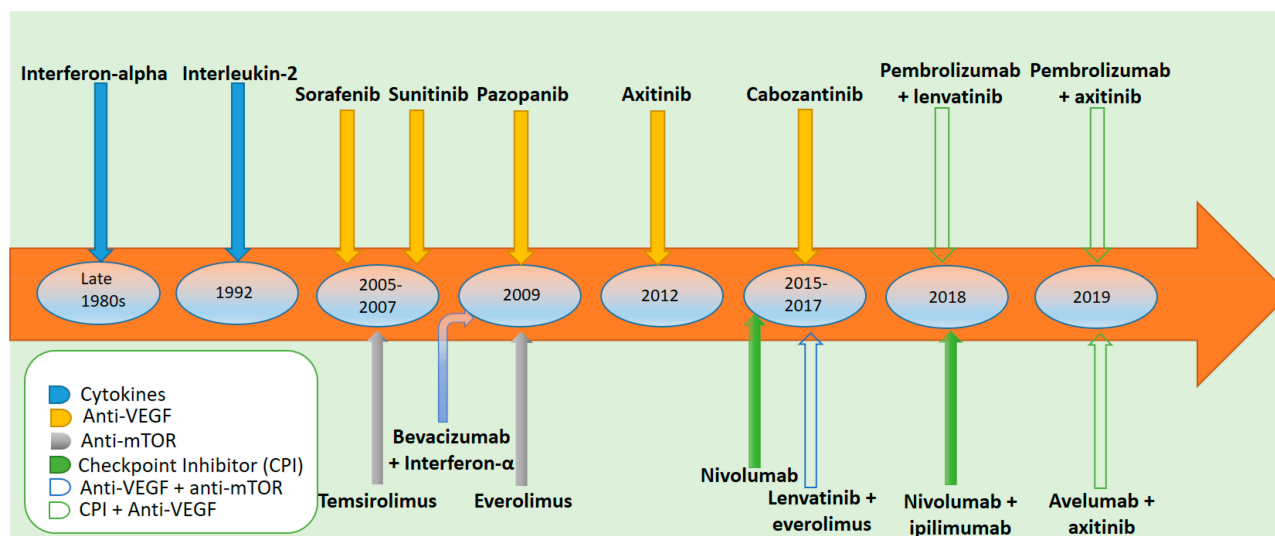 Interferon-alpha
Interleukin-2
Sorafenib
Sunitinib
Pazopanib
Axitinib
Cabozantinib
Pembrolizumab
+ lenvatinib
Pembrolizumab
+ axitinib
Late
1980s
1992
2005-
2007
2009
2012
2015-
2017
2018
2019
Cytokines
Anti-VEGF
Anti-mTOR
Checkpoint Inhibitor (CPI)
Anti-VEGF + anti-mTOR
CPI + Anti-VEGF
Temsirolimus
Bevacizumab
+ Interferon-α
Everolimus
Nivolumab
Lenvatinib +
everolimus
Nivolumab +
ipilimumab
Avelumab +
axitinib